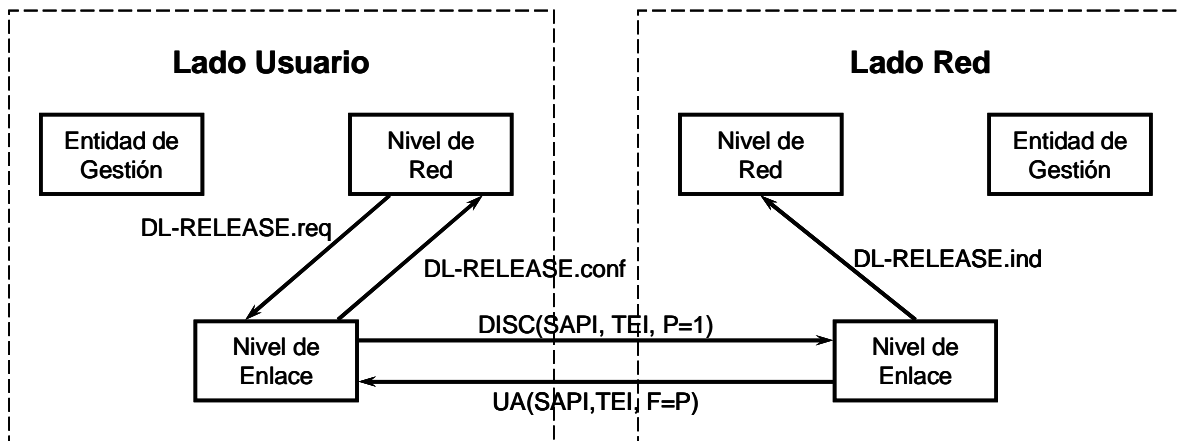 Lado Usuario
Lado Red
Entidad de
Gestión
Nivel de
Red
Nivel de
Red
Entidad de
Gestión
DL-RELEASE.req
DL-RELEASE.conf
DL-RELEASE.ind
DISC(SAPI, TEI, P=1)
Nivel de
Enlace
Nivel de
Enlace
UA(SAPI,TEI, F=P)